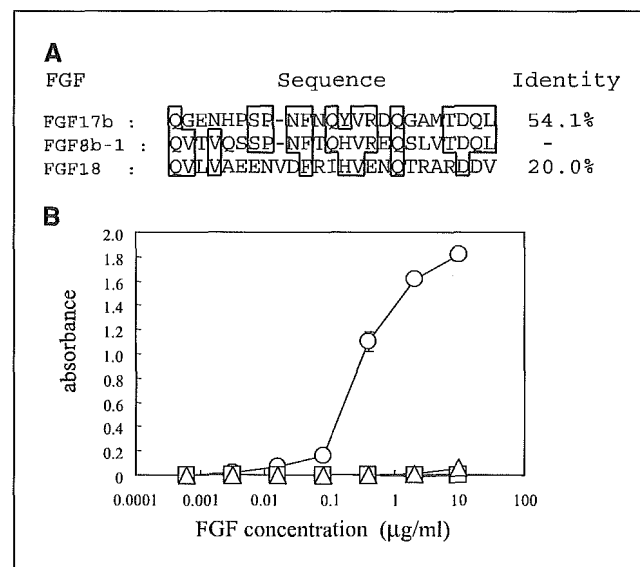 A
FGF Sequence Identity
FGF17b : QGENHPSP-NFNQYVRDQGAMTDQL 54.1%
FGF8b-1 : QVTVQSSP-NFTQHVREQSLVTDQL -
FGF18 : QVLVAEENVDFRIHVENQTRARDDV 20.0%
B
2.0
1.8
1.6
1.4
1.2
1.0
0.8
0.6
0.4
0.2
0
absorbance
0.0001 0.001 0.01 0.1 1 10 100
FGF concentration (μg/ml)